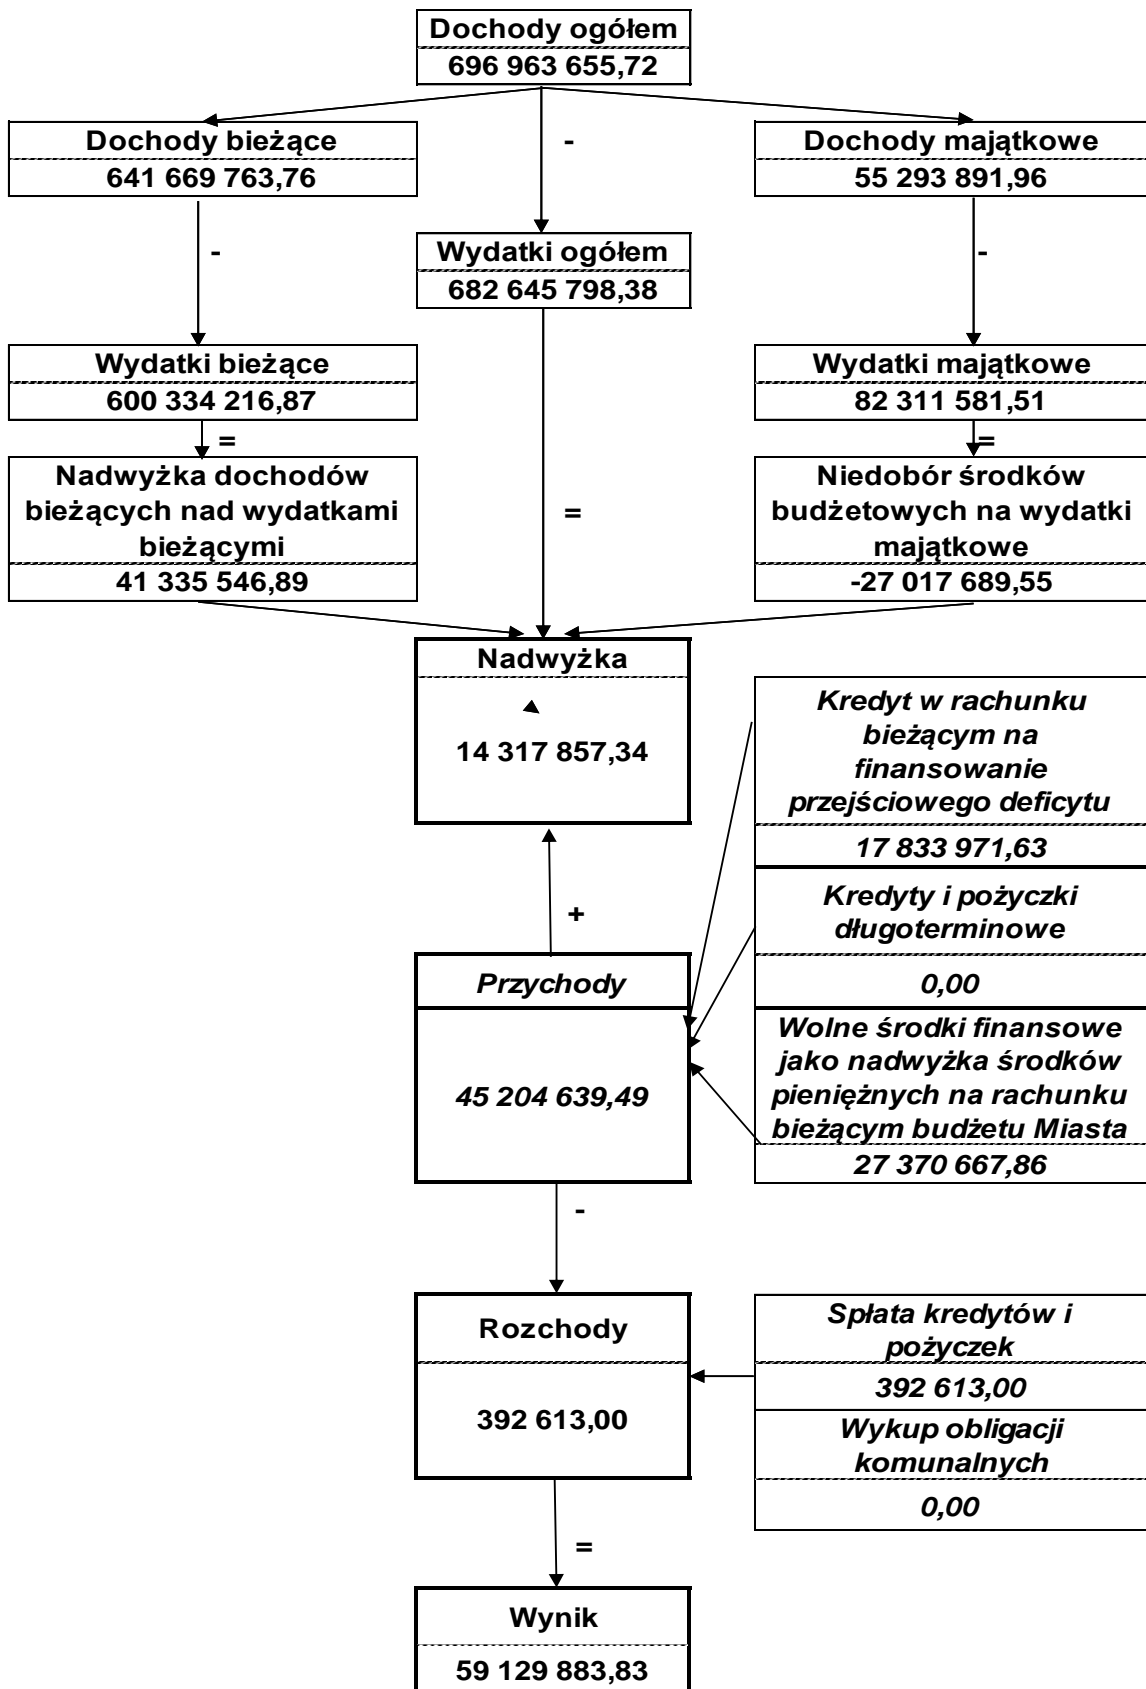 Dochody ogółem
696 963 655,72
Dochody bieżące
641 669 763,76
-
Dochody majątkowe
55 293 891,96
-
Wydatki ogółem
682 645 798,38
-
Wydatki bieżące
600 334 216,87
Wydatki majątkowe
82 311 581,51
=
=
Nadwyżka dochodów
bieżących nad wydatkami
bieżącymi
41 335 546,89
=
Niedobór środków
budżetowych na wydatki
majątkowe
-27 017 689,55
Nadwyżka
14 317 857,34
Kredyt w rachunku
bieżącym na
finansowanie
przejściowego deficytu
17 833 971,63
+
Kredyty i pożyczki
długoterminowe
0,00
Przychody
45 204 639,49
Wolne środki finansowe
jako nadwyżka środków
pieniężnych na rachunku
bieżącym budżetu Miasta
27 370 667,86
-
Rozchody
392 613,00
Spłata kredytów i
pożyczek
392 613,00
Wykup obligacji
komunalnych
0,00
=
Wynik
59 129 883,83